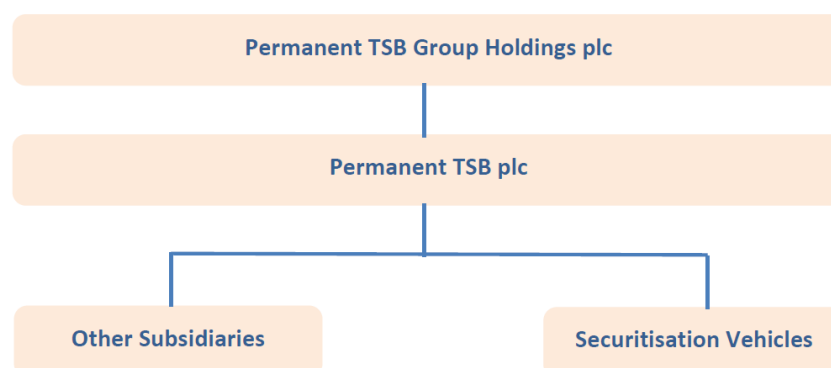 Permanent TSB Group Holdings plc
Permanent TSB plc
Other Subsidiaries
Securitisation Vehicles